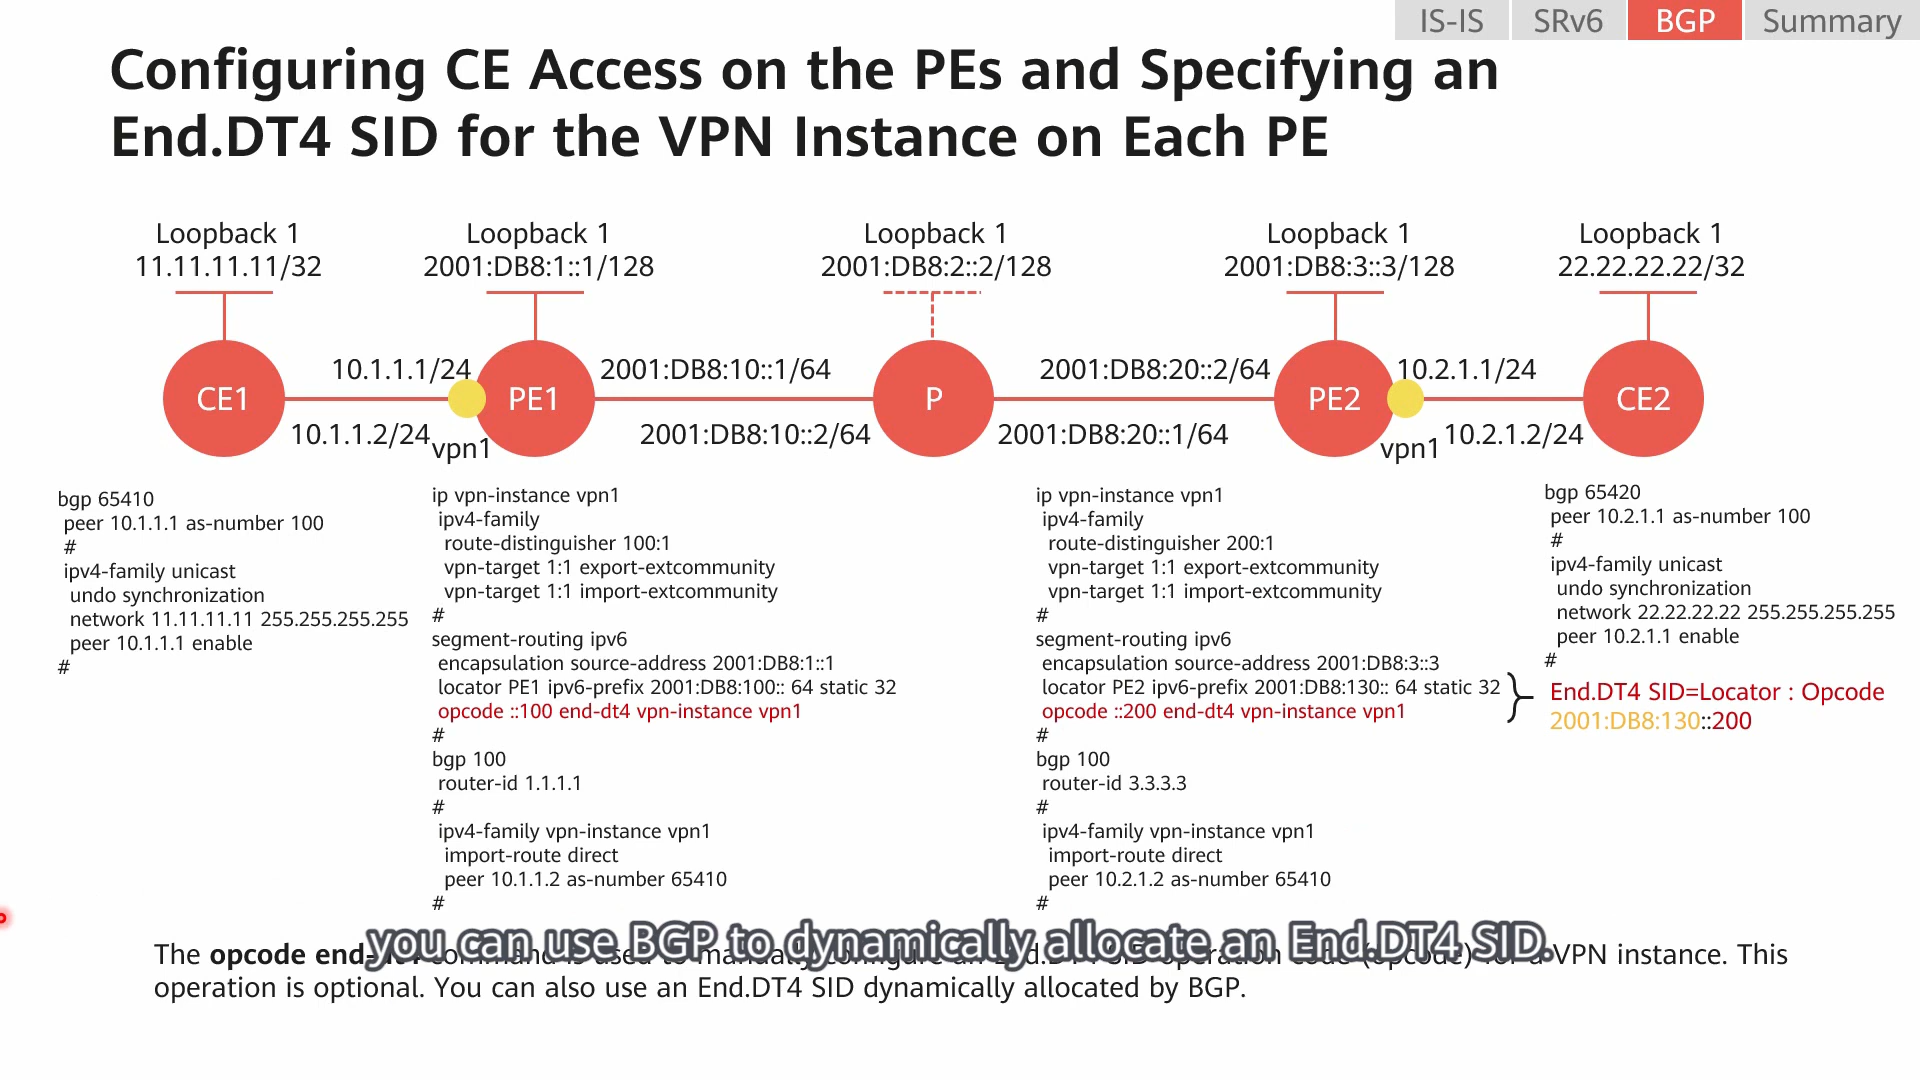 IS-IS SRv6 BGP Summary
Configuring CE Access on the PEs and Specifying an
End.DT4 SID for the VPN Instance on Each PE
Loopback 1
11.11.11.11/32
Loopback 1
2001:DB8:1::1/128
Loopback 1
2001:DB8:2::2/128
Loopback 1
2001:DB8:3::3/128
Loopback 1
22.22.22.22/32
10.1.1.1/24
2001:DB8:10::1/64
2001:DB8:20::2/64
10.2.1.1/24
CE1
PE1
P
PE2
CE2
10.1.1.2/24
vpn1
2001:DB8:10::2/64
2001:DB8:20::1/64
vpn1
10.2.1.2/24
bgp 65410
peer 10.1.1.1 as-number 100
#
ipv4-family unicast
undo synchronization
network 11.11.11.11 255.255.255.255
peer 10.1.1.1 enable
#
ip vpn-instance vpn1
ipv4-family
route-distinguisher 100:1
vpn-target 1:1 export-extcommunity
vpn-target 1:1 import-extcommunity
#
segment-routing ipv6
encapsulation source-address 2001:DB8:1::1
locator PE1 ipv6-prefix 2001:DB8:100:: 64 static 32
opcode ::100 end-dt4 vpn-instance vpn1
#
bgp 100
router-id 1.1.1.1
#
ipv4-family vpn-instance vpn1
import-route direct
peer 10.1.1.2 as-number 65410
#
ip vpn-instance vpn1
ipv4-family
route-distinguisher 200:1
vpn-target 1:1 export-extcommunity
vpn-target 1:1 import-extcommunity
#
segment-routing ipv6
encapsulation source-address 2001:DB8:3::3
locator PE2 ipv6-prefix 2001:DB8:130:: 64 static 32
opcode ::200 end-dt4 vpn-instance vpn1
#
bgp 100
router-id 3.3.3.3
#
ipv4-family vpn-instance vpn1
import-route direct
peer 10.2.1.2 as-number 65410
#
bgp 65420
peer 10.2.1.1 as-number 100
#
ipv4-family unicast
undo synchronization
network 22.22.22.22 255.255.255.255
peer 10.2.1.1 enable
#
End.DT4 SID=Locator : Opcode
2001:DB8:130::200
you can use BGP to dynamically allocate an End.DT4 SID.
The opcode end-dt4 command is used to manually configure an End.DT4 SID operation code (opcode) for a VPN instance. This
operation is optional. You can also use an End.DT4 SID dynamically allocated by BGP.